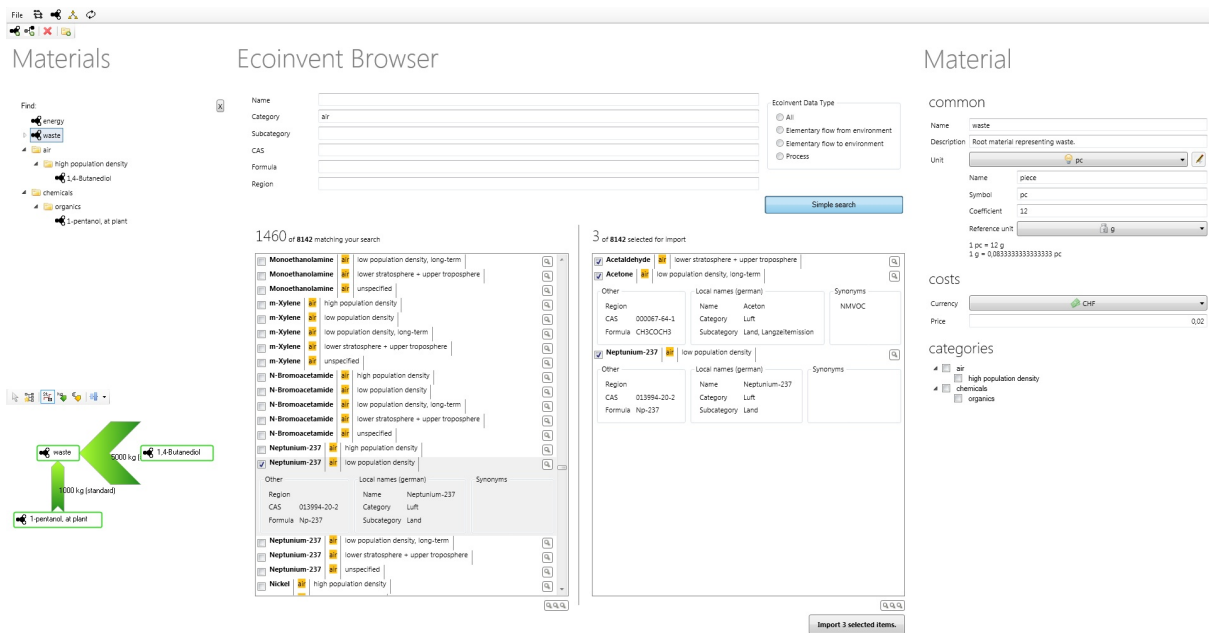 File
Materials
Find:
X
energy
waste
air
high population density
1,4-Butanediol
chemicals
organics
1-pentanol, at plant
waste
5000 kg (
1,4-Butanediol
1000 kg (standard)
1-pentanol, at plant
Ecoinvent Browser
Name
Category air
Subcategory
CAS
Formula
Region
Ecoinvent Data Type
All
Elementary flow from environment
Elementary flow to environment
Process
Simple search
1460 of 8142 matching your search
Monoethanolamine air low population density, long-term
Monoethanolamine air lower stratosphere + upper troposphere
Monoethanolamine air unspecified
m-Xylene air high population density
m-Xylene air low population density
m-Xylene air low population density, long-term
m-Xylene air lower stratosphere + upper troposphere
m-Xylene air unspecified
N-Bromoacetamide air high population density
N-Bromoacetamide air low population density
N-Bromoacetamide air low population density, long-term
N-Bromoacetamide air lower stratosphere + upper troposphere
N-Bromoacetamide air unspecified
Neptunium-237 air high population density
Neptunium-237 air low population density
Other Local names (german) Synonyms
Region Name Neptunium-237
CAS 013994-20-2 Category Luft
Formula Np-237 Subcategory Land
Neptunium-237 air low population density, long-term
Neptunium-237 air lower stratosphere + upper troposphere
Neptunium-237 air unspecified
Nickel air high population density
3 of 8142 selected for import
Acetaldehyde air lower stratosphere + upper troposphere
Acetone air low population density, long-term
Other Local names (german) Synonyms
Region Name Aceton NMVOC
CAS 000067-64-1 Category Luft
Formula CH3COCH3 Subcategory Land, Langzeitemission
Neptunium-237 air low population density
Other Local names (german) Synonyms
Region Name Neptunium-237
CAS 013994-20-2 Category Luft
Formula Np-237 Subcategory Land
Import 3 selected items.
Material
common
Name waste
Description Root material representing waste.
Unit pc
Name piece
Symbol pc
Coefficient 12
Reference unit g
1 pc = 12 g
1 g = 0,0833333333333333 pc
costs
Currency CHF
Price 0,02
categories
air
high population density
chemicals
organics